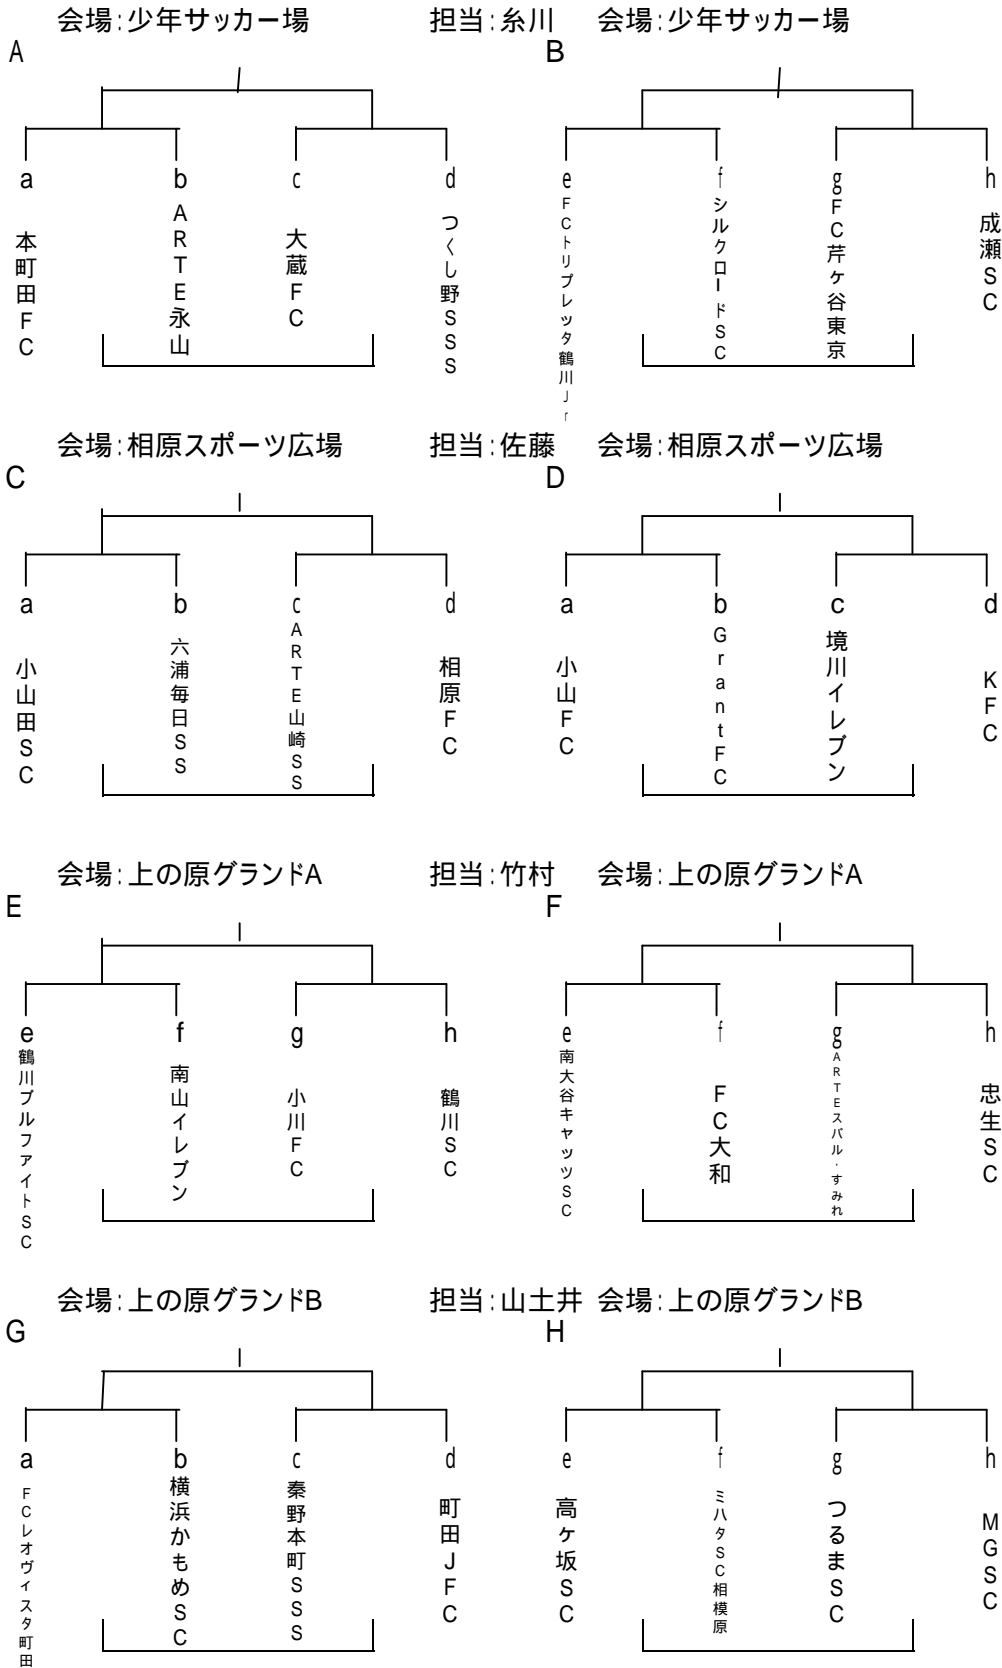 会場:少年サッカー場 担当:糸川 会場:少年サッカー場
A B
a b c d e f g h
本町田FC
ARTE永山
大蔵FC
つくし野SSS
FCトリプレッタ鶴川Jr
シルクロードSC
FC芹ヶ谷東京
成瀬SC
会場:相原スポーツ広場 担当:佐藤 会場:相原スポーツ広場
C D
a b c d a b c d
小山田SC
六浦毎日SS
ARTE山崎SS
相原FC
小山FC
GrantFC
境川イレブン
KFC
会場:上の原グランドA 担当:竹村 会場:上の原グランドA
E F
e f g h e f g h
鶴川ブルファイトSC
南山イレブン
小川FC
鶴川SC
南大谷キャッツSC
FC大和
ARTEスバル・すみれ
忠生SC
会場:上の原グランドB 担当:山土井 会場:上の原グランドB
G H
a b c d e f g h
FCレオヴィスタ町田
横浜かもめSC
秦野本町SSS
町田JFC
高ヶ坂SC
ミハタSC相模原
つるまSC
MGSC